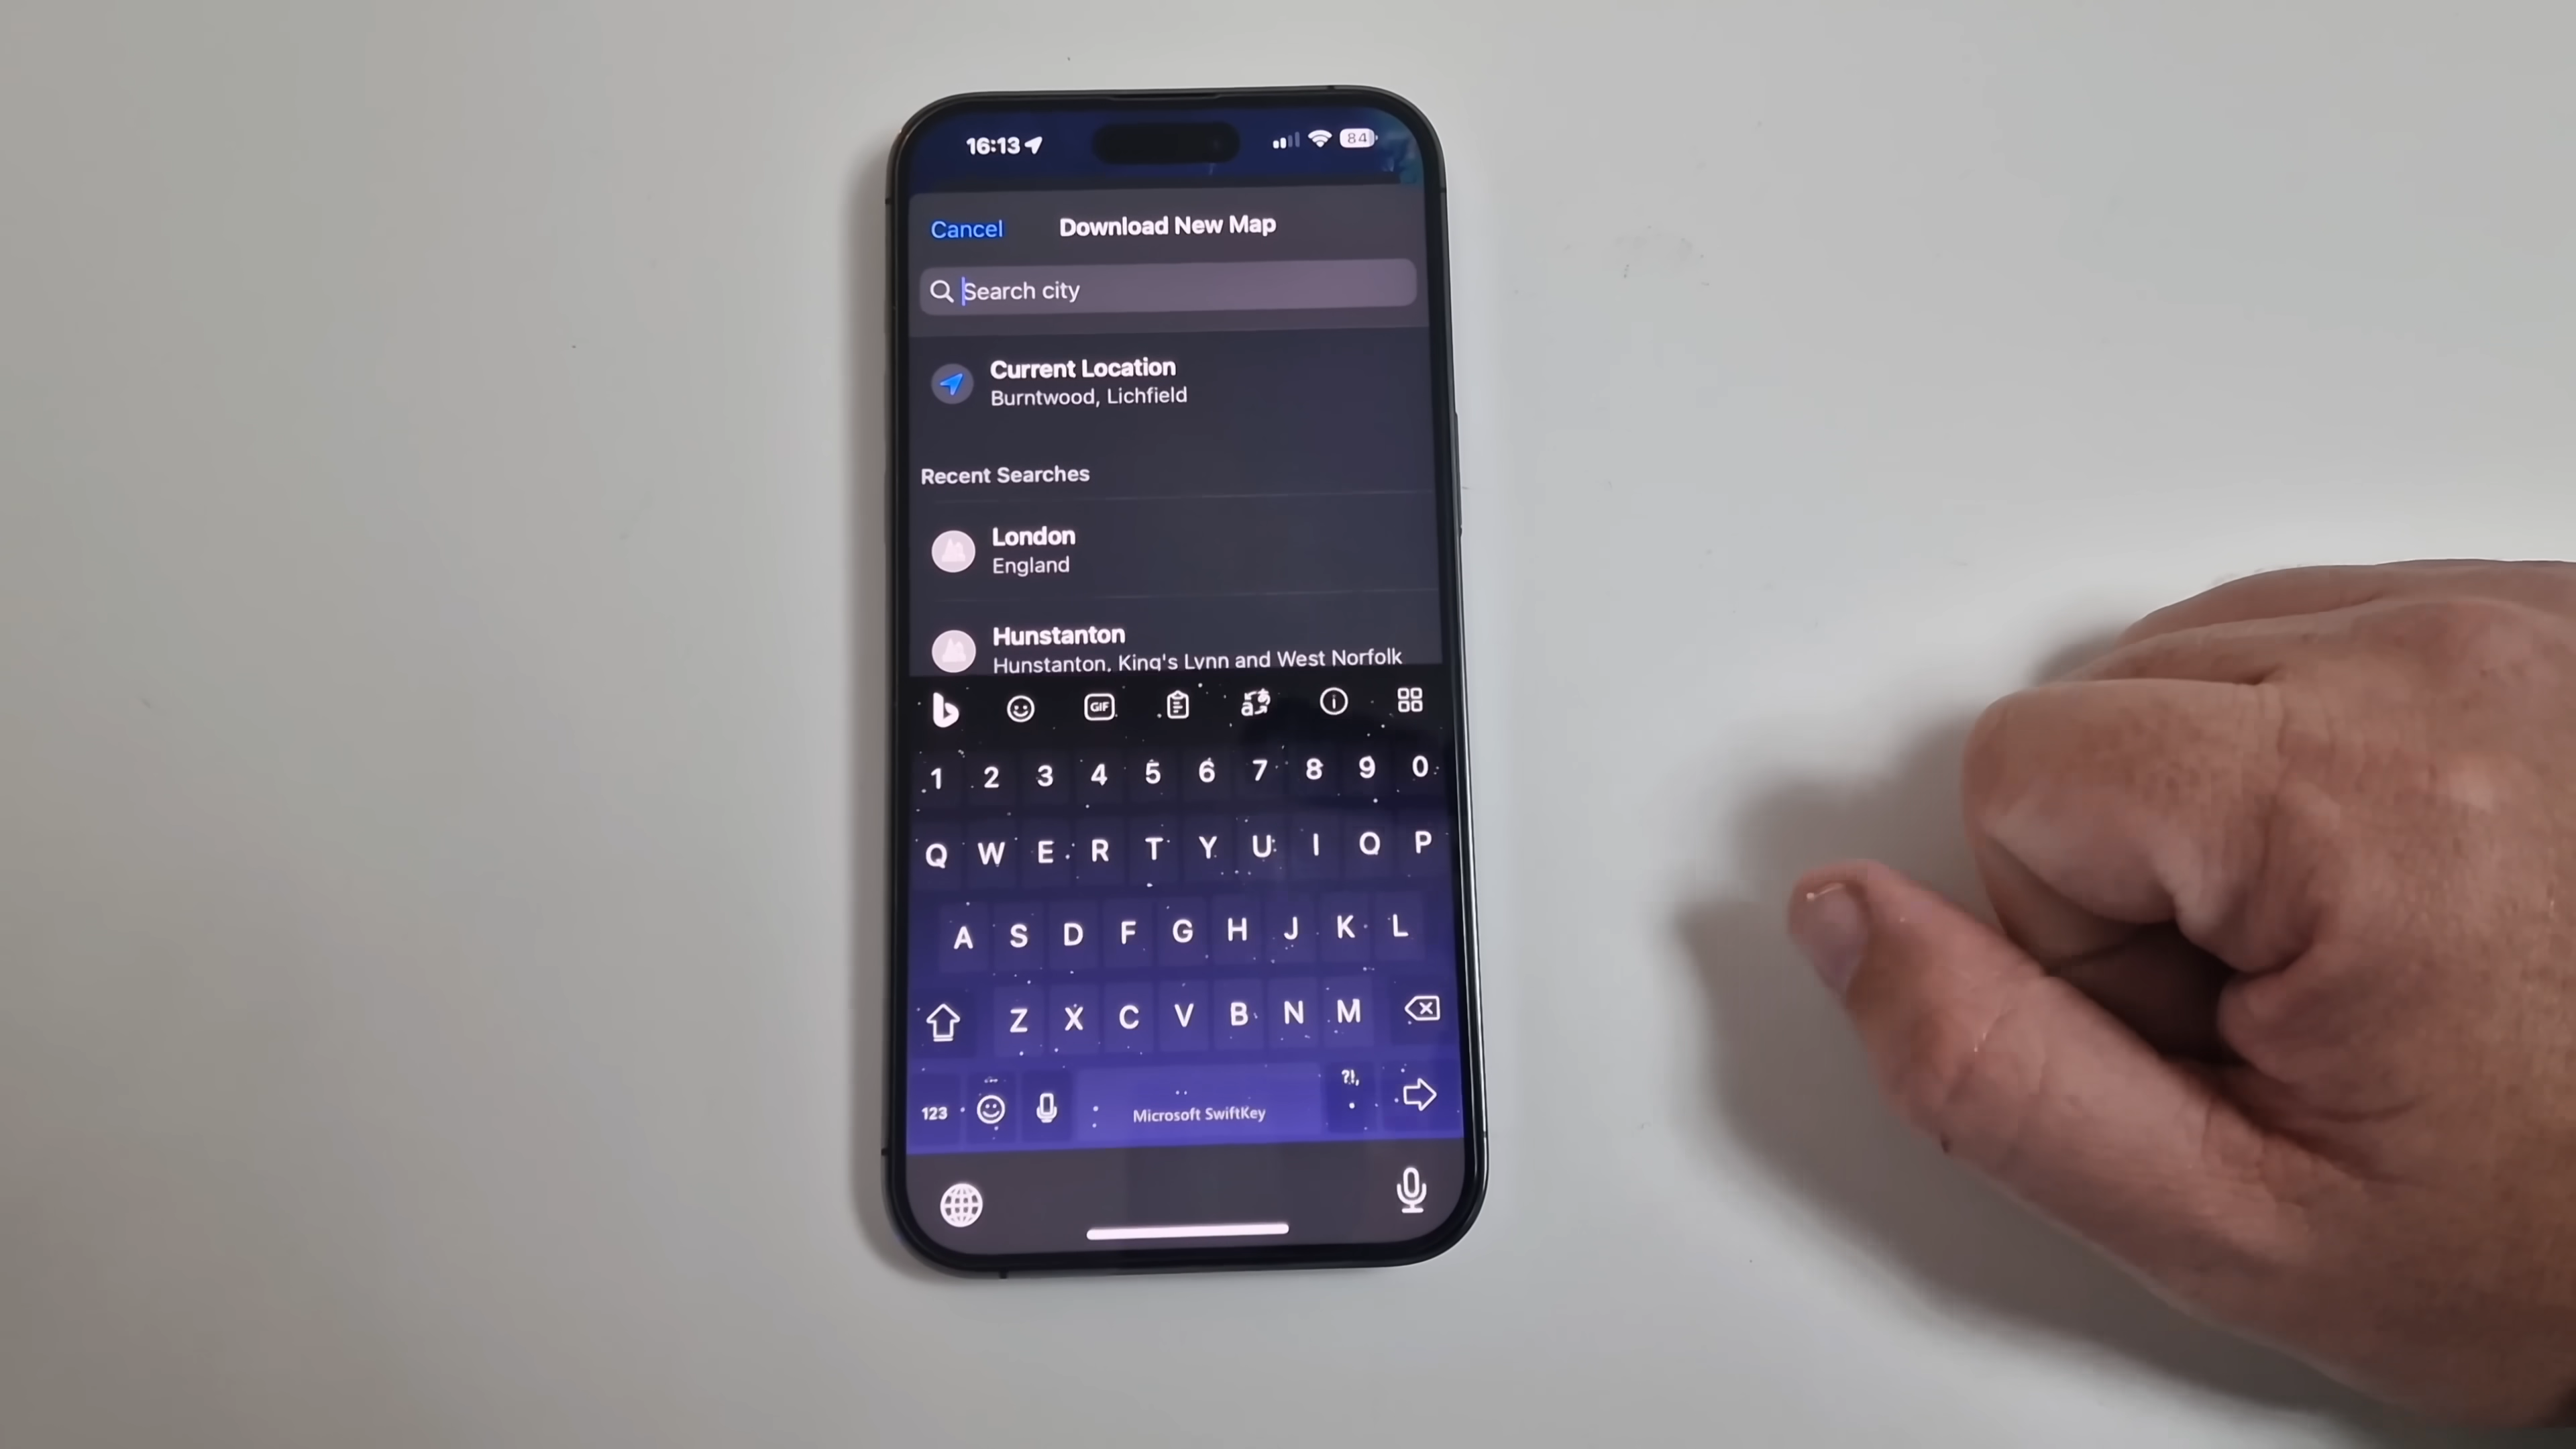 16:13 84
Cancel Download New Map
Search city
Current Location
Burntwood, Lichfield
Recent Searches
London
England
Hunstanton
Hunstanton, King's Lynn and West Norfolk
GIF
1 2 3 4 5 6 7 8 9 0
Q W E R T Y U I O P
A S D F G H J K L
Z X C V B N M
123 Microsoft SwiftKey ?!,